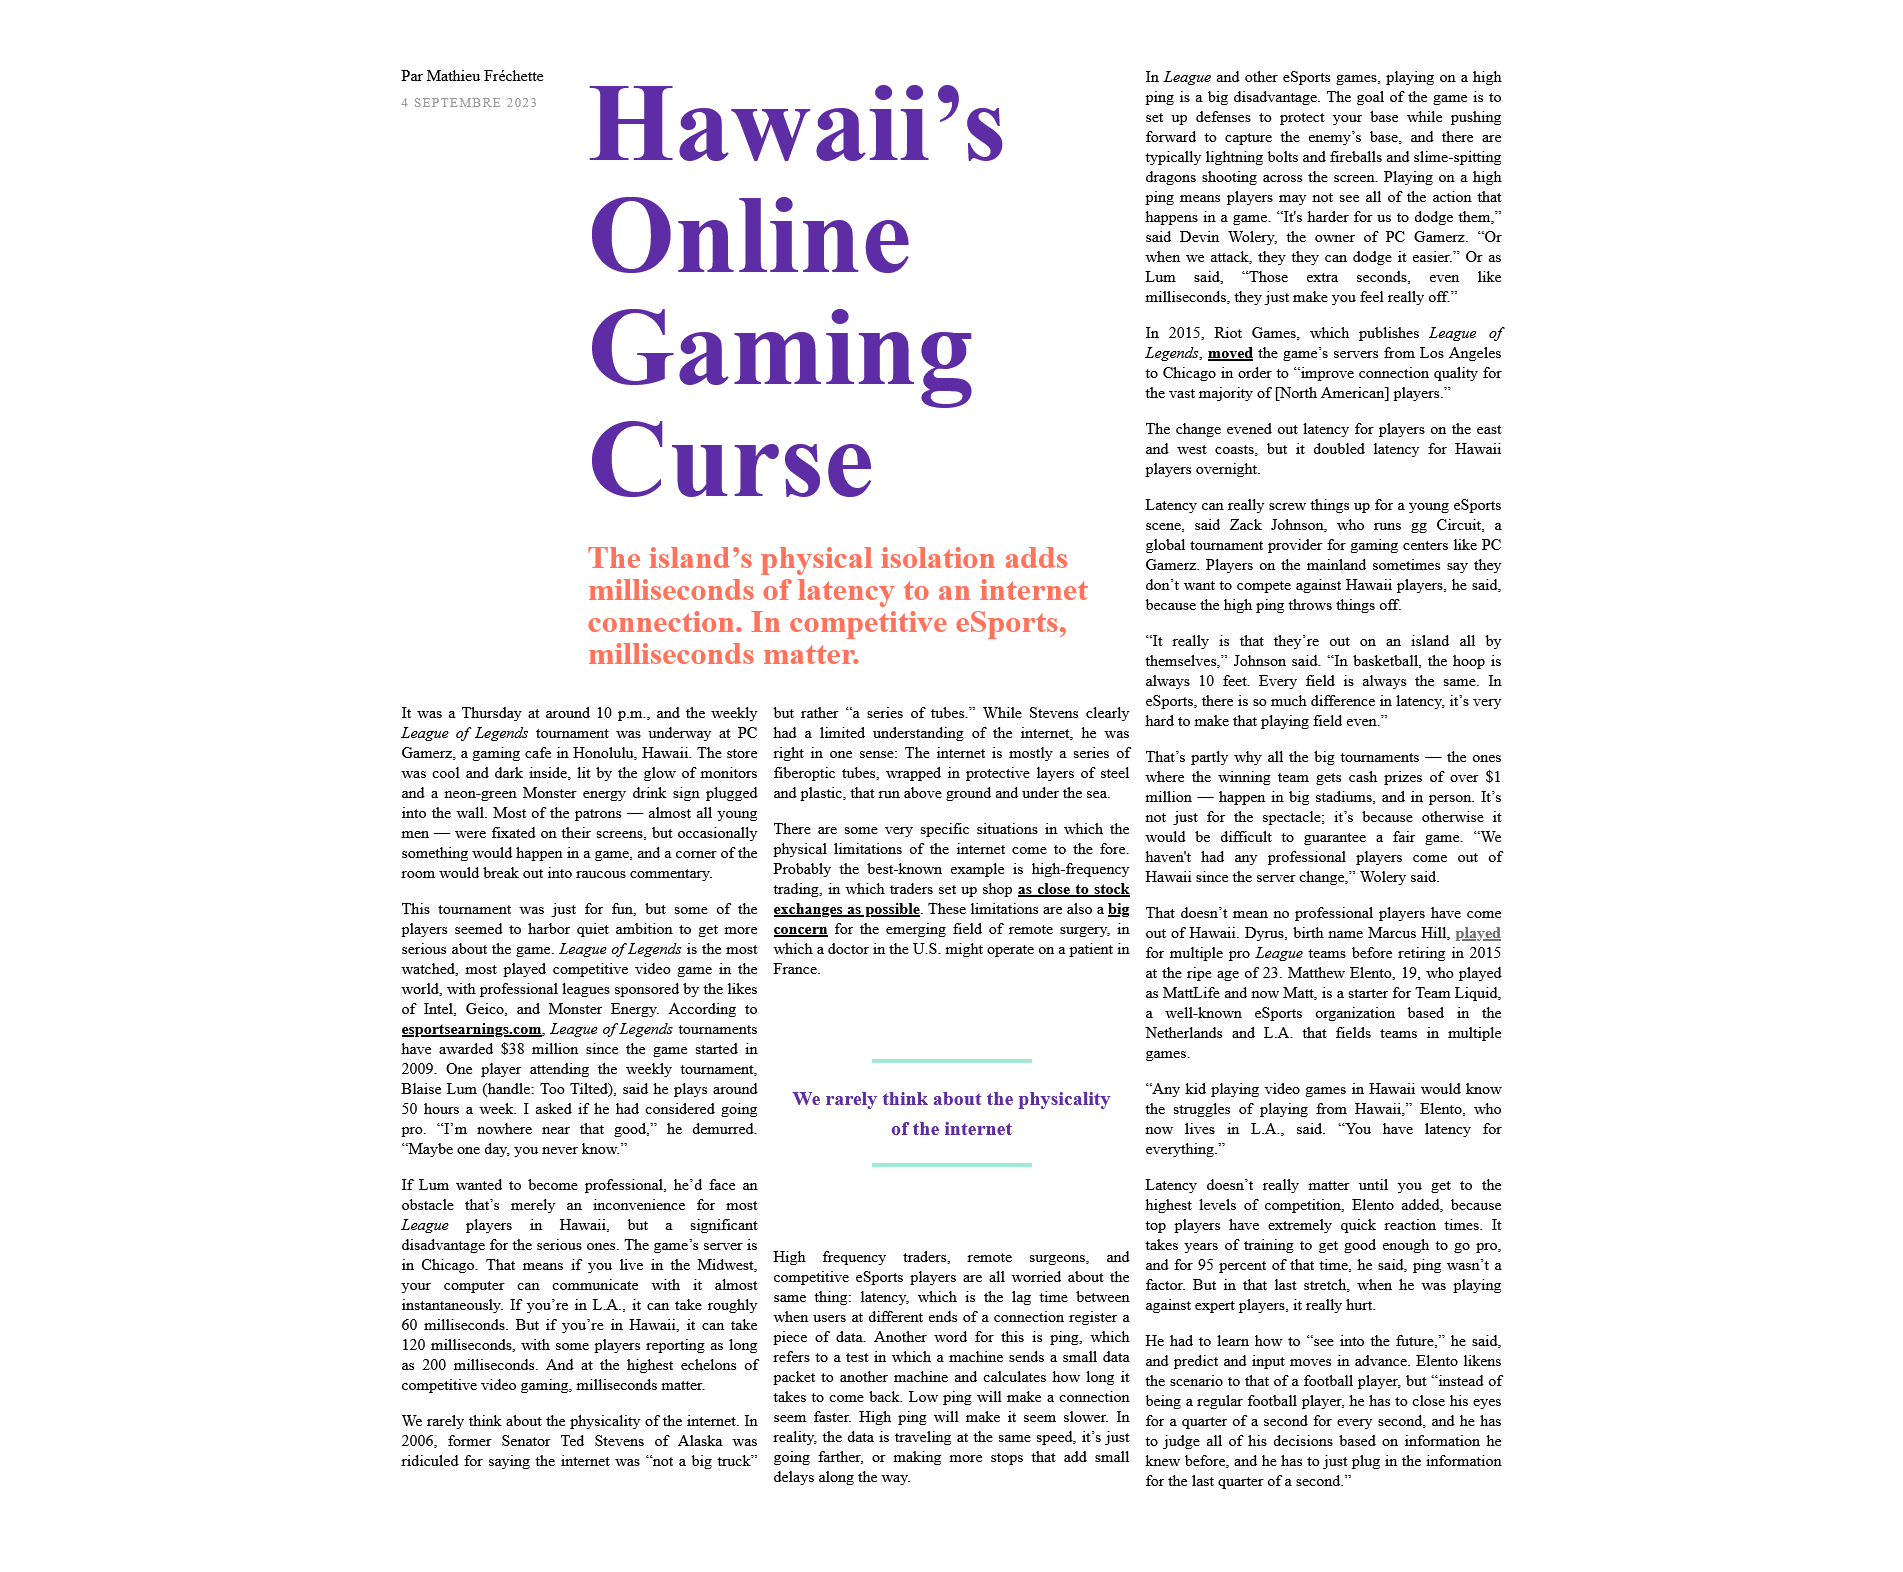 Par Mathieu Fréchette
4 SEPTEMBRE 2023
Hawaii’s
Online
Gaming
Curse
The island’s physical isolation adds
milliseconds of latency to an internet
connection. In competitive eSports,
milliseconds matter.
It was a Thursday at around 10 p.m., and the weekly
League of Legends tournament was underway at PC
Gamerz, a gaming cafe in Honolulu, Hawaii. The store
was cool and dark inside, lit by the glow of monitors
and a neon-green Monster energy drink sign plugged
into the wall. Most of the patrons — almost all young
men — were fixated on their screens, but occasionally
something would happen in a game, and a corner of the
room would break out into raucous commentary.
This tournament was just for fun, but some of the
players seemed to harbor quiet ambition to get more
serious about the game. League of Legends is the most
watched, most played competitive video game in the
world, with professional leagues sponsored by the likes
of Intel, Geico, and Monster Energy. According to
esportsearnings.com, League of Legends tournaments
have awarded $38 million since the game started in
2009. One player attending the weekly tournament,
Blaise Lum (handle: Too Tilted), said he plays around
50 hours a week. I asked if he had considered going
pro. “I’m nowhere near that good,” he demurred.
“Maybe one day, you never know.”
If Lum wanted to become professional, he’d face an
obstacle that’s merely an inconvenience for most
League players in Hawaii, but a significant
disadvantage for the serious ones. The game’s server is
in Chicago. That means if you live in the Midwest,
your computer can communicate with it almost
instantaneously. If you’re in L.A., it can take roughly
60 milliseconds. But if you’re in Hawaii, it can take
120 milliseconds, with some players reporting as long
as 200 milliseconds. And at the highest echelons of
competitive video gaming, milliseconds matter.
We rarely think about the physicality of the internet. In
2006, former Senator Ted Stevens of Alaska was
ridiculed for saying the internet was “not a big truck”
but rather “a series of tubes.” While Stevens clearly
had a limited understanding of the internet, he was
right in one sense: The internet is mostly a series of
fiberoptic tubes, wrapped in protective layers of steel
and plastic, that run above ground and under the sea.
There are some very specific situations in which the
physical limitations of the internet come to the fore.
Probably the best-known example is high-frequency
trading, in which traders set up shop as close to stock
exchanges as possible. These limitations are also a big
concern for the emerging field of remote surgery, in
which a doctor in the U.S. might operate on a patient in
France.
We rarely think about the physicality
of the internet
High frequency traders, remote surgeons, and
competitive eSports players are all worried about the
same thing: latency, which is the lag time between
when users at different ends of a connection register a
piece of data. Another word for this is ping, which
refers to a test in which a machine sends a small data
packet to another machine and calculates how long it
takes to come back. Low ping will make a connection
seem faster. High ping will make it seem slower. In
reality, the data is traveling at the same speed, it’s just
going farther, or making more stops that add small
delays along the way.
In League and other eSports games, playing on a high
ping is a big disadvantage. The goal of the game is to
set up defenses to protect your base while pushing
forward to capture the enemy’s base, and there are
typically lightning bolts and fireballs and slime-spitting
dragons shooting across the screen. Playing on a high
ping means players may not see all of the action that
happens in a game. “It's harder for us to dodge them,”
said Devin Wolery, the owner of PC Gamerz. “Or
when we attack, they they can dodge it easier.” Or as
Lum said, “Those extra seconds, even like
milliseconds, they just make you feel really off.”
In 2015, Riot Games, which publishes League of
Legends, moved the game’s servers from Los Angeles
to Chicago in order to “improve connection quality for
the vast majority of [North American] players.”
The change evened out latency for players on the east
and west coasts, but it doubled latency for Hawaii
players overnight.
Latency can really screw things up for a young eSports
scene, said Zack Johnson, who runs gg Circuit, a
global tournament provider for gaming centers like PC
Gamerz. Players on the mainland sometimes say they
don’t want to compete against Hawaii players, he said,
because the high ping throws things off.
“It really is that they’re out on an island all by
themselves,” Johnson said. “In basketball, the hoop is
always 10 feet. Every field is always the same. In
eSports, there is so much difference in latency, it’s very
hard to make that playing field even.”
That’s partly why all the big tournaments — the ones
where the winning team gets cash prizes of over $1
million — happen in big stadiums, and in person. It’s
not just for the spectacle; it’s because otherwise it
would be difficult to guarantee a fair game. “We
haven't had any professional players come out of
Hawaii since the server change,” Wolery said.
That doesn’t mean no professional players have come
out of Hawaii. Dyrus, birth name Marcus Hill, played
for multiple pro League teams before retiring in 2015
at the ripe age of 23. Matthew Elento, 19, who played
as MattLife and now Matt, is a starter for Team Liquid,
a well-known eSports organization based in the
Netherlands and L.A. that fields teams in multiple
games.
“Any kid playing video games in Hawaii would know
the struggles of playing from Hawaii,” Elento, who
now lives in L.A., said. “You have latency for
everything.”
Latency doesn’t really matter until you get to the
highest levels of competition, Elento added, because
top players have extremely quick reaction times. It
takes years of training to get good enough to go pro,
and for 95 percent of that time, he said, ping wasn’t a
factor. But in that last stretch, when he was playing
against expert players, it really hurt.
He had to learn how to “see into the future,” he said,
and predict and input moves in advance. Elento likens
the scenario to that of a football player, but “instead of
being a regular football player, he has to close his eyes
for a quarter of a second for every second, and he has
to judge all of his decisions based on information he
knew before, and he has to just plug in the information
for the last quarter of a second.”